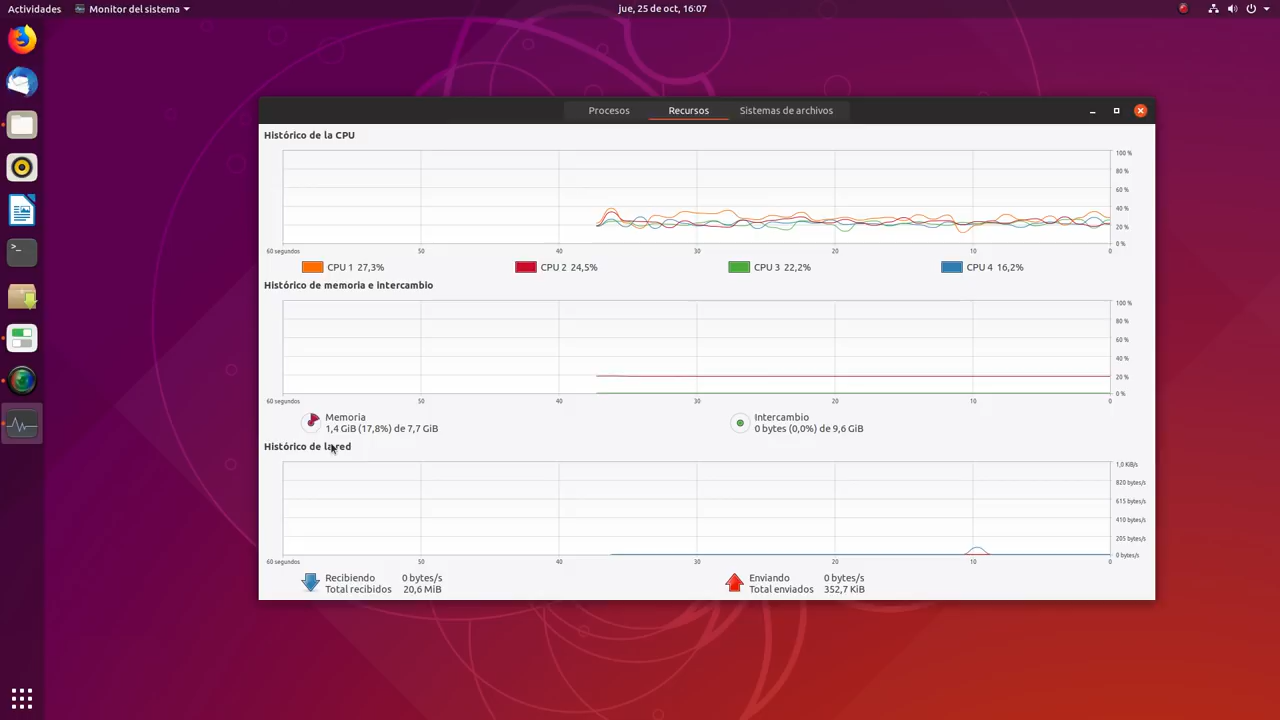 Actividades Monitor del sistema jue, 25 de oct, 16:07
Procesos Recursos Sistemas de archivos
Histórico de la CPU
100 %
80 %
60 %
40 %
20 %
0 %
60 segundos 50 40 30 20 10 0
CPU 1 27,3% CPU 2 24,5% CPU 3 22,2% CPU 4 16,2%
Histórico de memoria e intercambio
100 %
80 %
60 %
40 %
20 %
0 %
60 segundos 50 40 30 20 10 0
Memoria Intercambio
1,4 GiB (17,8%) de 7,7 GiB 0 bytes (0,0%) de 9,6 GiB
Histórico de la red
1,0 KiB/s
820 bytes/s
615 bytes/s
410 bytes/s
205 bytes/s
0 bytes/s
60 segundos 50 40 30 20 10 0
Recibiendo 0 bytes/s Enviando 0 bytes/s
Total recibidos 20,6 MiB Total enviados 352,7 KiB